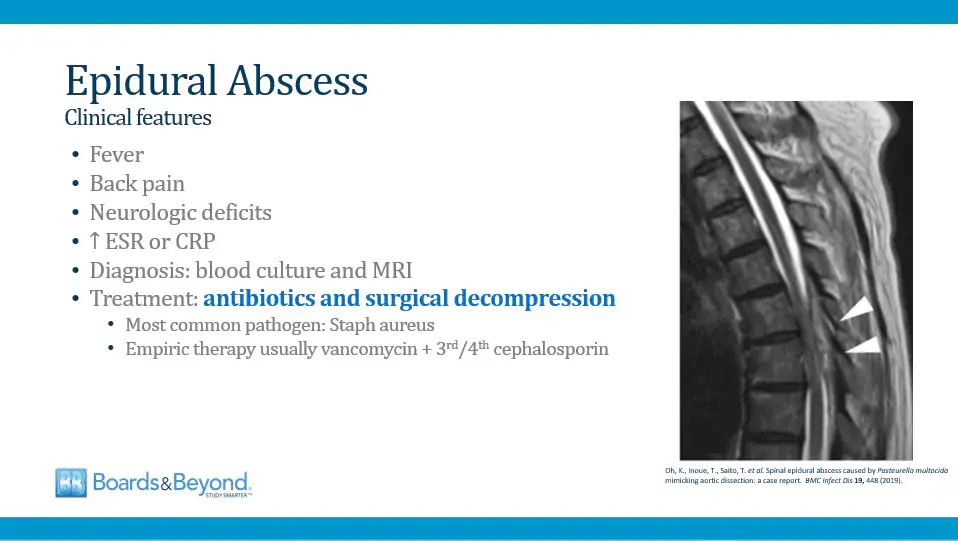 Epidural Abscess
Clinical features
• Fever
• Back pain
• Neurologic deficits
• ↑ ESR or CRP
• Diagnosis: blood culture and MRI
• Treatment: antibiotics and surgical decompression
• Most common pathogen: Staph aureus
• Empiric therapy usually vancomycin + 3rd/4th cephalosporin
Oh, K., Inoue, T., Saito, T. et al. Spinal epidural abscess caused by Pasteurella multocida
mimicking aortic dissection: a case report. BMC Infect Dis 19, 448 (2019).
BB Boards&Beyond™
STUDY SMARTER™